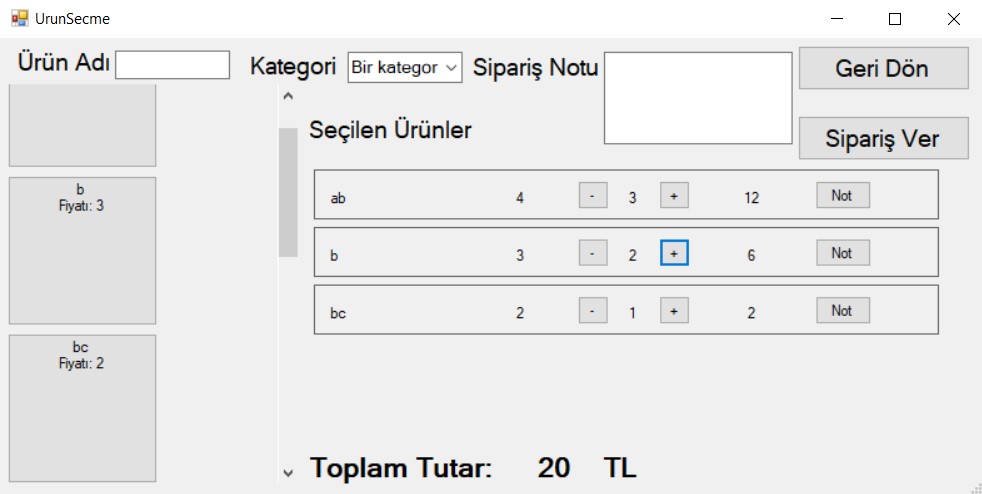 UrunSecme
Ürün Adı
Kategori Bir kategor
Sipariş Notu
Geri Dön
Sipariş Ver
b
Fiyatı: 3
bc
Fiyatı: 2
Seçilen Ürünler
ab 4 - 3 + 12 Not
b 3 - 2 + 6 Not
bc 2 - 1 + 2 Not
Toplam Tutar: 20 TL